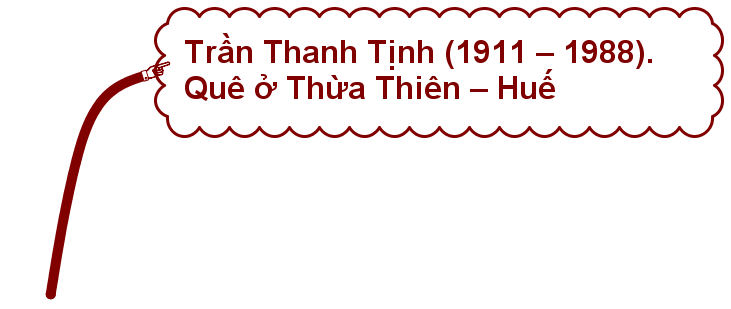 Trần Thanh Tịnh (1911 – 1988).
Quê ở Thừa Thiên – Huế